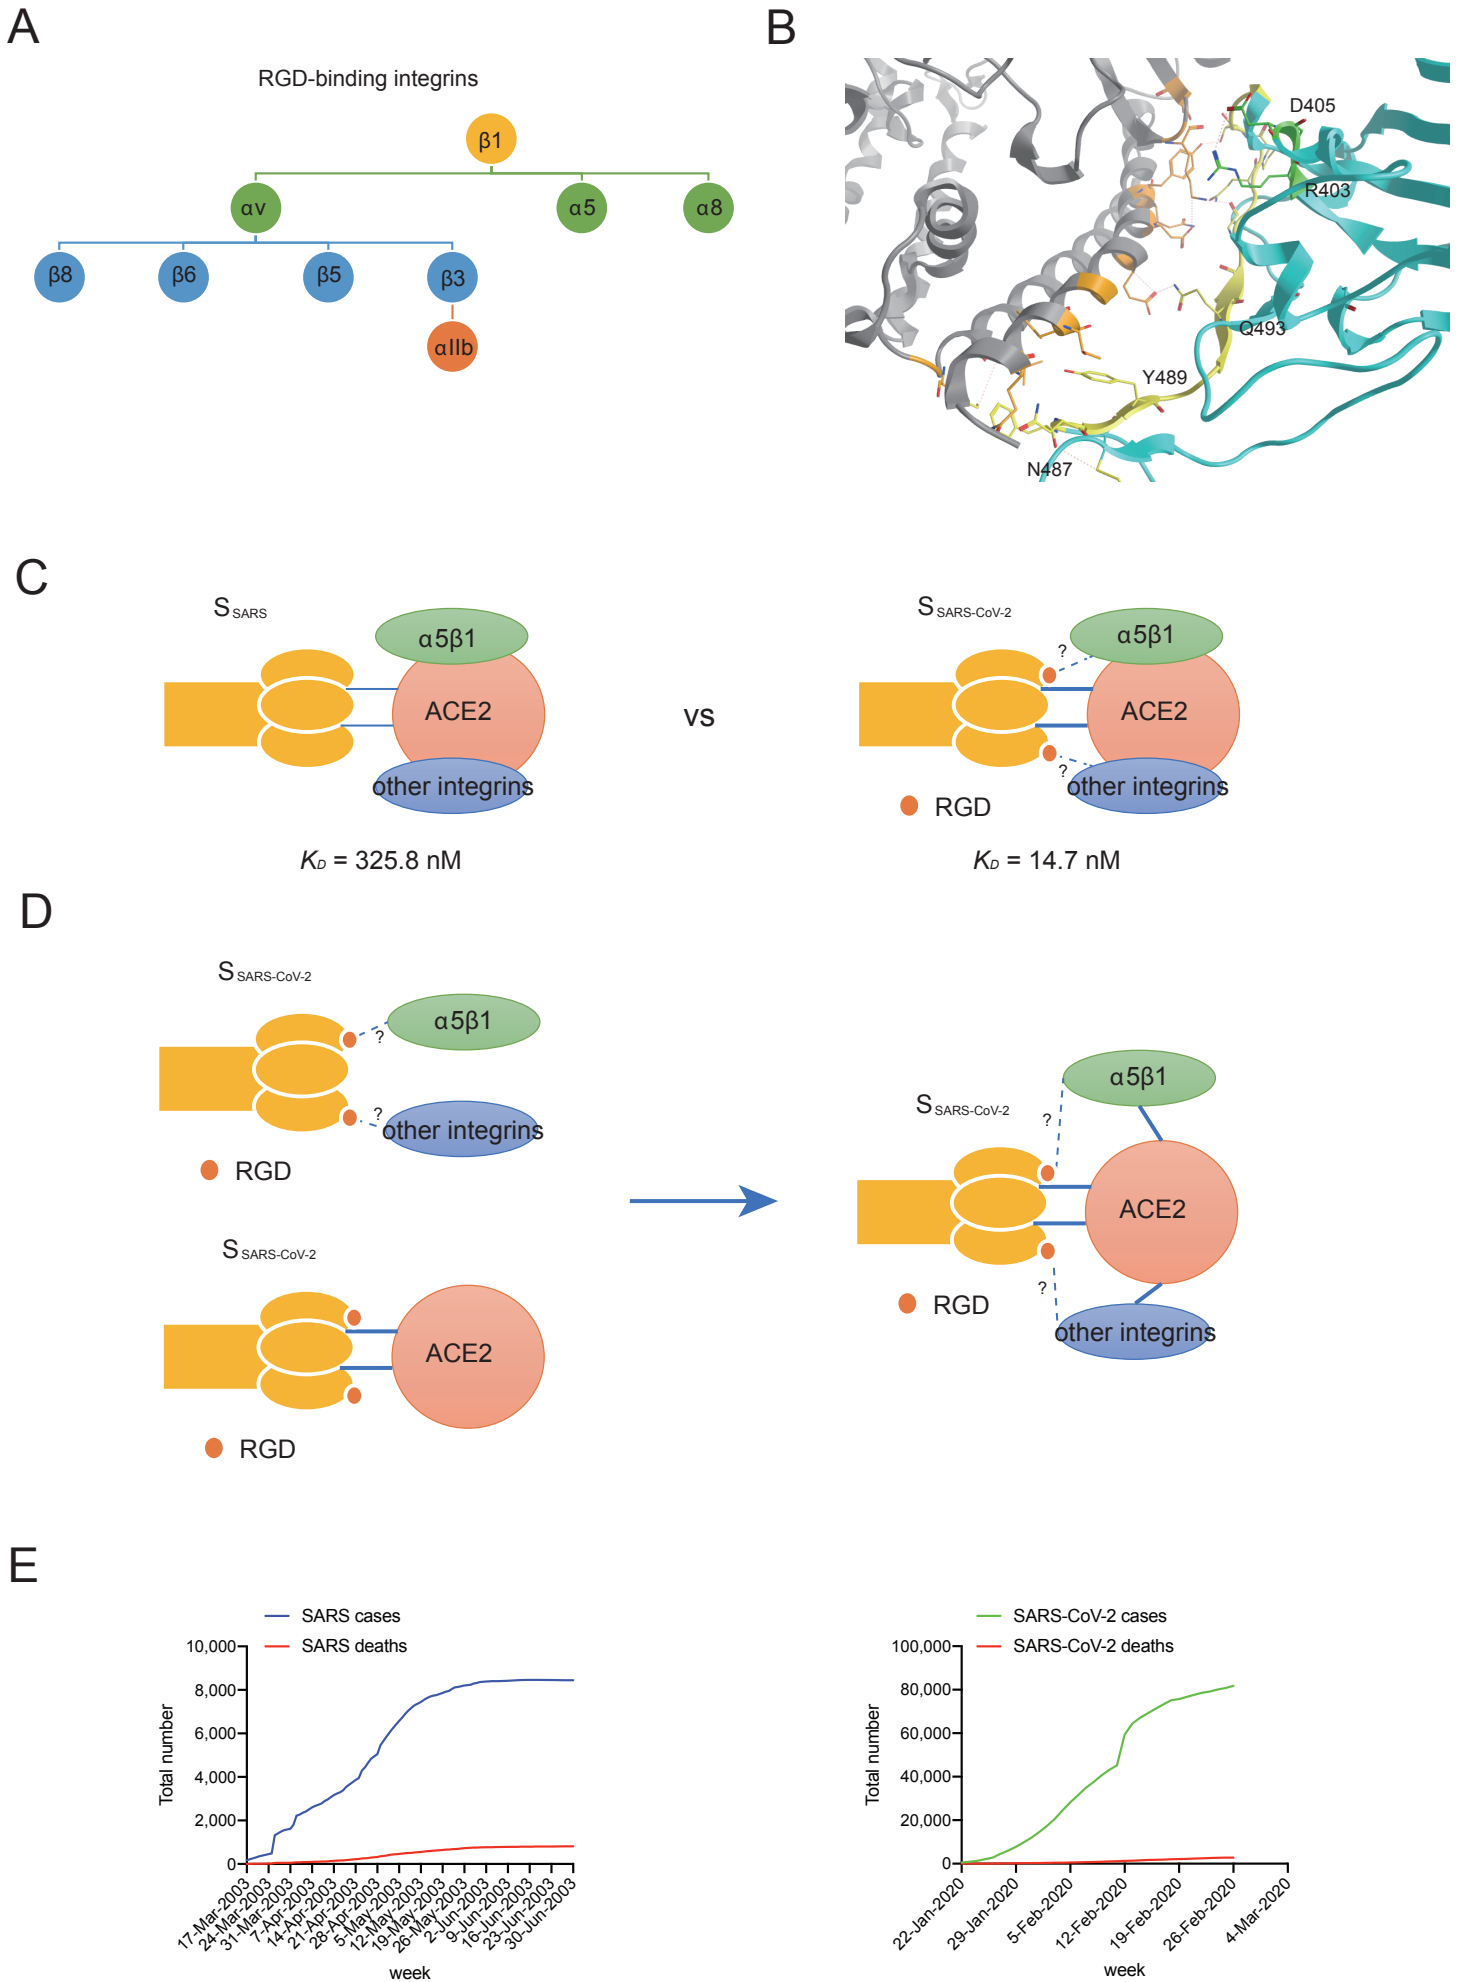 A
RGD-binding integrins
β1
αv
α5
α8
β8
β6
β5
β3
αIIb
B
D405
R403
Q493
Y489
N487
C
S SARS
α5β1
ACE2
other integrins
K_D = 325.8 nM
vs
S SARS-CoV-2
?
α5β1
ACE2
?
other integrins
RGD
K_D = 14.7 nM
D
S SARS-CoV-2
α5β1
?
?
other integrins
RGD
S SARS-CoV-2
ACE2
RGD
α5β1
S SARS-CoV-2
?
ACE2
?
RGD
other integrins
E
SARS cases
SARS deaths
10,000
8,000
6,000
4,000
2,000
0
Total number
17-Mar-2003
24-Mar-2003
31-Mar-2003
7-Apr-2003
14-Apr-2003
21-Apr-2003
28-Apr-2003
5-May-2003
12-May-2003
19-May-2003
26-May-2003
2-Jun-2003
9-Jun-2003
16-Jun-2003
23-Jun-2003
30-Jun-2003
week
SARS-CoV-2 cases
SARS-CoV-2 deaths
100,000
80,000
60,000
40,000
20,000
0
Total number
22-Jan-2020
29-Jan-2020
5-Feb-2020
12-Feb-2020
19-Feb-2020
26-Feb-2020
4-Mar-2020
week